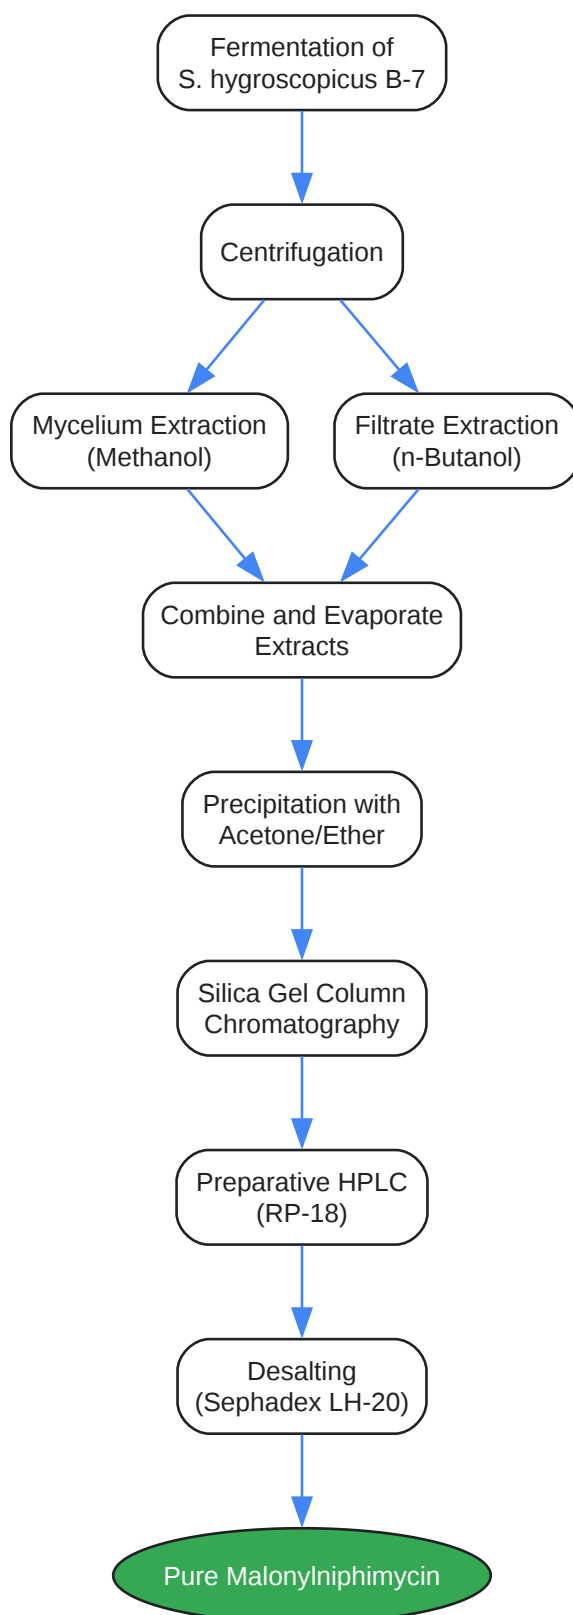 Fermentation of
S. hygroscopicus B-7
Centrifugation
Mycelium Extraction
(Methanol)
Filtrate Extraction
(n-Butanol)
Combine and Evaporate
Extracts
Precipitation with
Acetone/Ether
Silica Gel Column
Chromatography
Preparative HPLC
(RP-18)
Desalting
(Sephadex LH-20)
Pure Malonylniphimycin